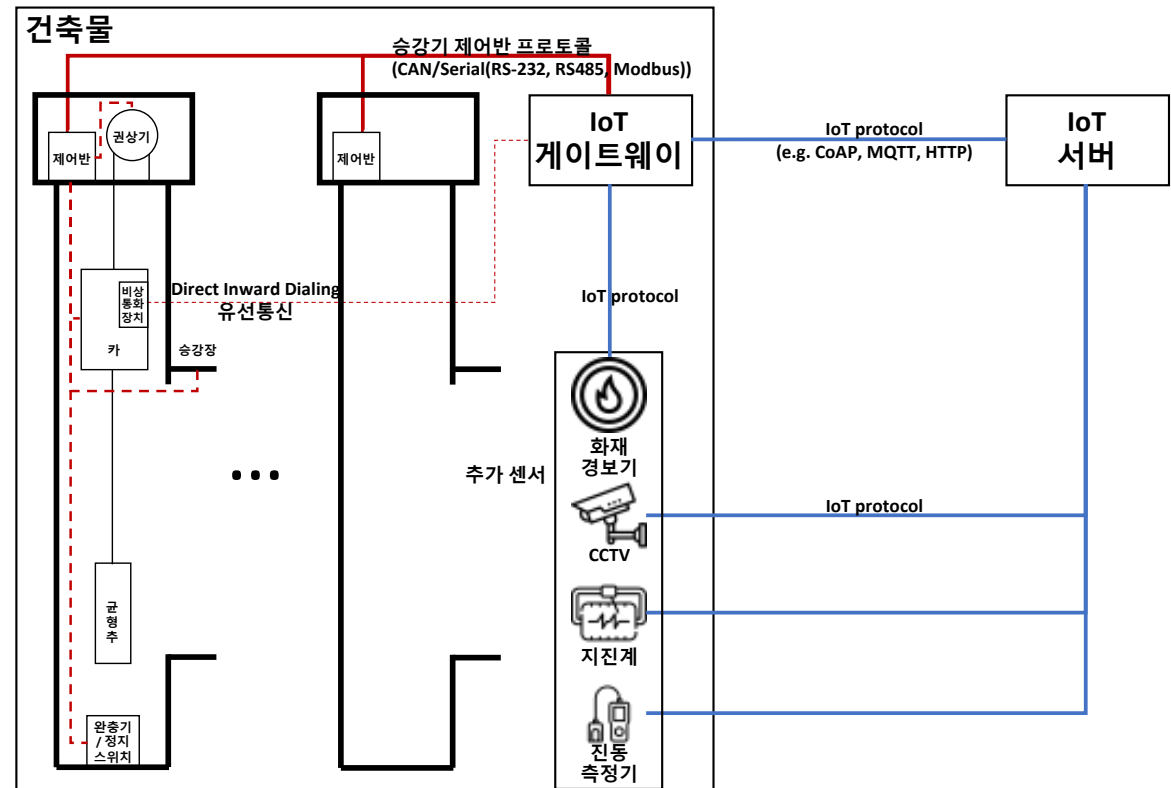 건축물
승강기 제어반 프로토콜
(CAN/Serial(RS-232, RS485, Modbus))
제어반
권상기
제어반
IoT
게이트웨이
IoT protocol
(e.g. CoAP, MQTT, HTTP)
IoT
서버
비상
통화
장치
카
Direct Inward Dialing
유선통신
승강장
IoT protocol
화재
경보기
추가 센서
CCTV
IoT protocol
지진계
진동
측정기
균
형
추
완충기
/ 정지
스위치